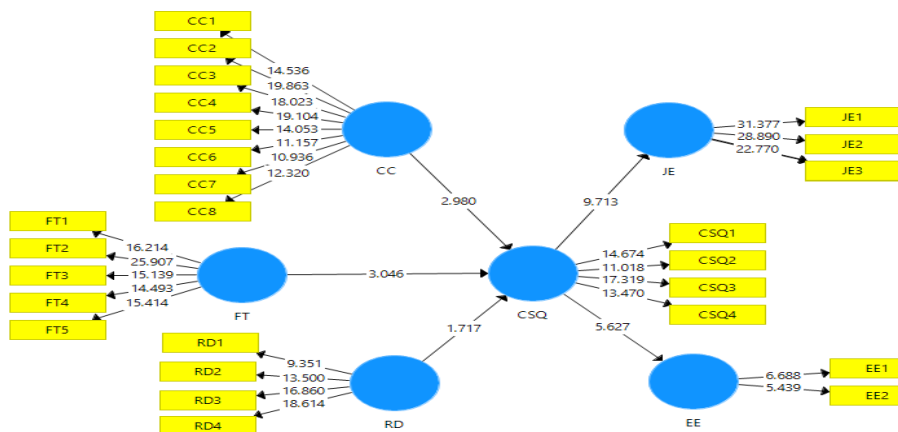 CC1
CC2
CC3
CC4
CC5
CC6
CC7
CC8
14.536
19.863
18.023
19.104
14.053
11.157
10.936
12.320
CC
2.980
JE
9.713
31.377
28.890
22.770
JE1
JE2
JE3
FT1
FT2
FT3
FT4
FT5
16.214
25.907
15.139
14.493
15.414
FT
3.046
CSQ
14.674
11.018
17.319
13.470
CSQ1
CSQ2
CSQ3
CSQ4
RD1
RD2
RD3
RD4
9.351
13.500
16.860
18.614
RD
1.717
5.627
EE
6.688
5.439
EE1
EE2